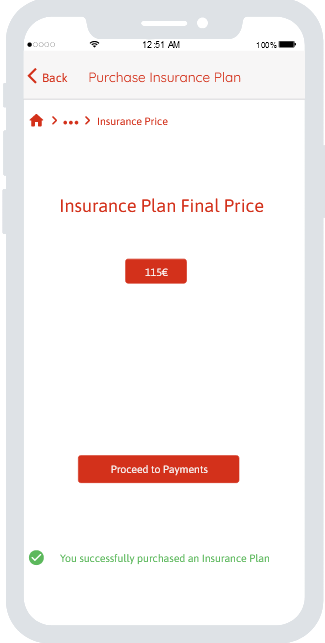 12:51 AM
100%
Back
Purchase Insurance Plan
Insurance Price
Insurance Plan Final Price
115€
Proceed to Payments
You successfully purchased an Insurance Plan